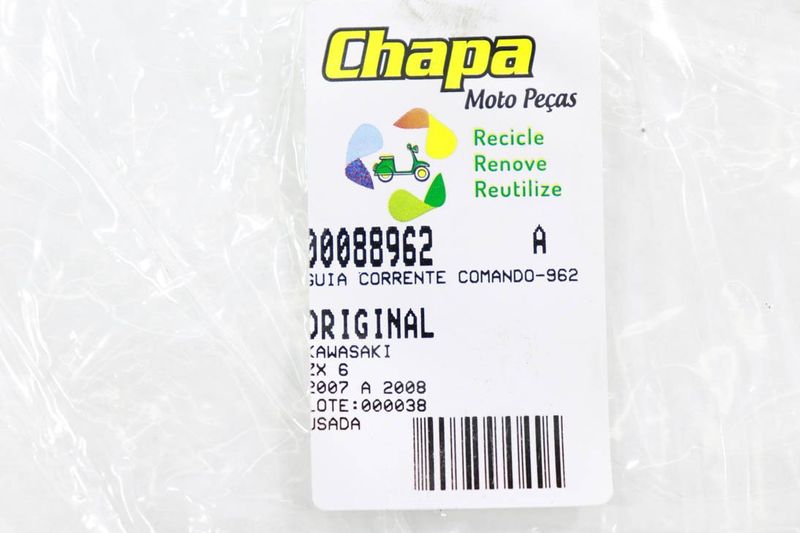 Chapa
Moto Peças
Recicle
Renove
Reutilize
00088962 A
GUIA CORRENTE COMANDO-962
ORIGINAL
KAWASAKI
ZX 6
2007 A 2008
LOTE:000038
USADA